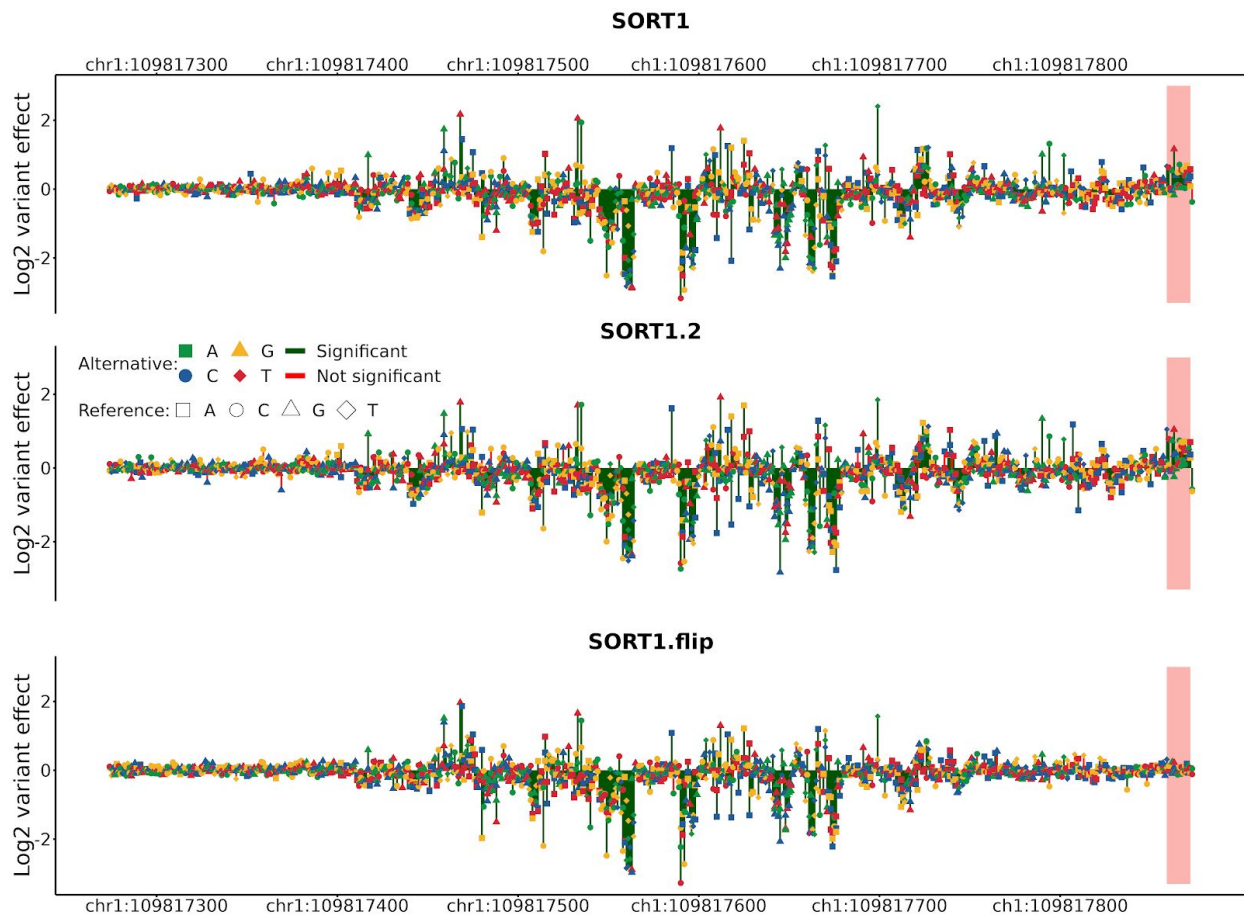 SORT1
chr1:109817300 chr1:109817400 chr1:109817500 ch1:109817600 chr1:109817700 ch1:109817800
Log2 variant effect
2
0
-2
SORT1.2
Alternative: A G Significant
C T Not significant
Reference: A C G T
Log2 variant effect
2
0
-2
SORT1.flip
Log2 variant effect
2
0
-2
chr1:109817300 chr1:109817400 chr1:109817500 ch1:109817600 chr1:109817700 ch1:109817800